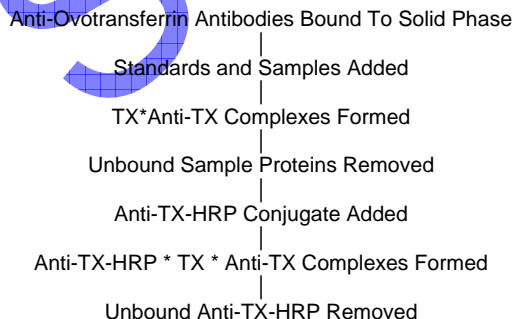 Anti-Ovotransferrin Antibodies Bound To Solid Phase
Standards and Samples Added
TX*Anti-TX Complexes Formed
Unbound Sample Proteins Removed
Anti-TX-HRP Conjugate Added
Anti-TX-HRP * TX * Anti-TX Complexes Formed
Unbound Anti-TX-HRP Removed